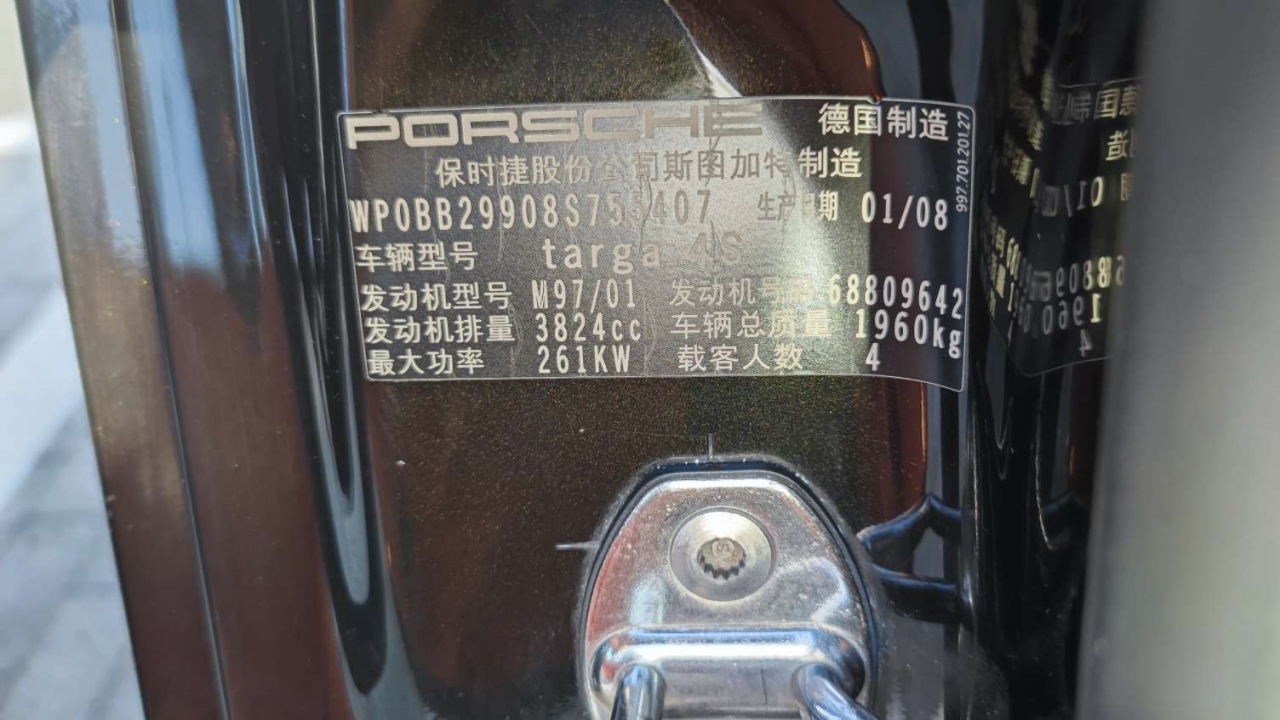 PORSCHE 德国制造
保时捷股份公司斯图加特制造
WP0BB29908S755407 生产日期 01/08
车辆型号 targa 4S
发动机型号 M97/01 发动机号码 68809642
发动机排量 3824cc 车辆总质量 1960kg
最大功率 261KW 载客人数 4
997.701.201.27